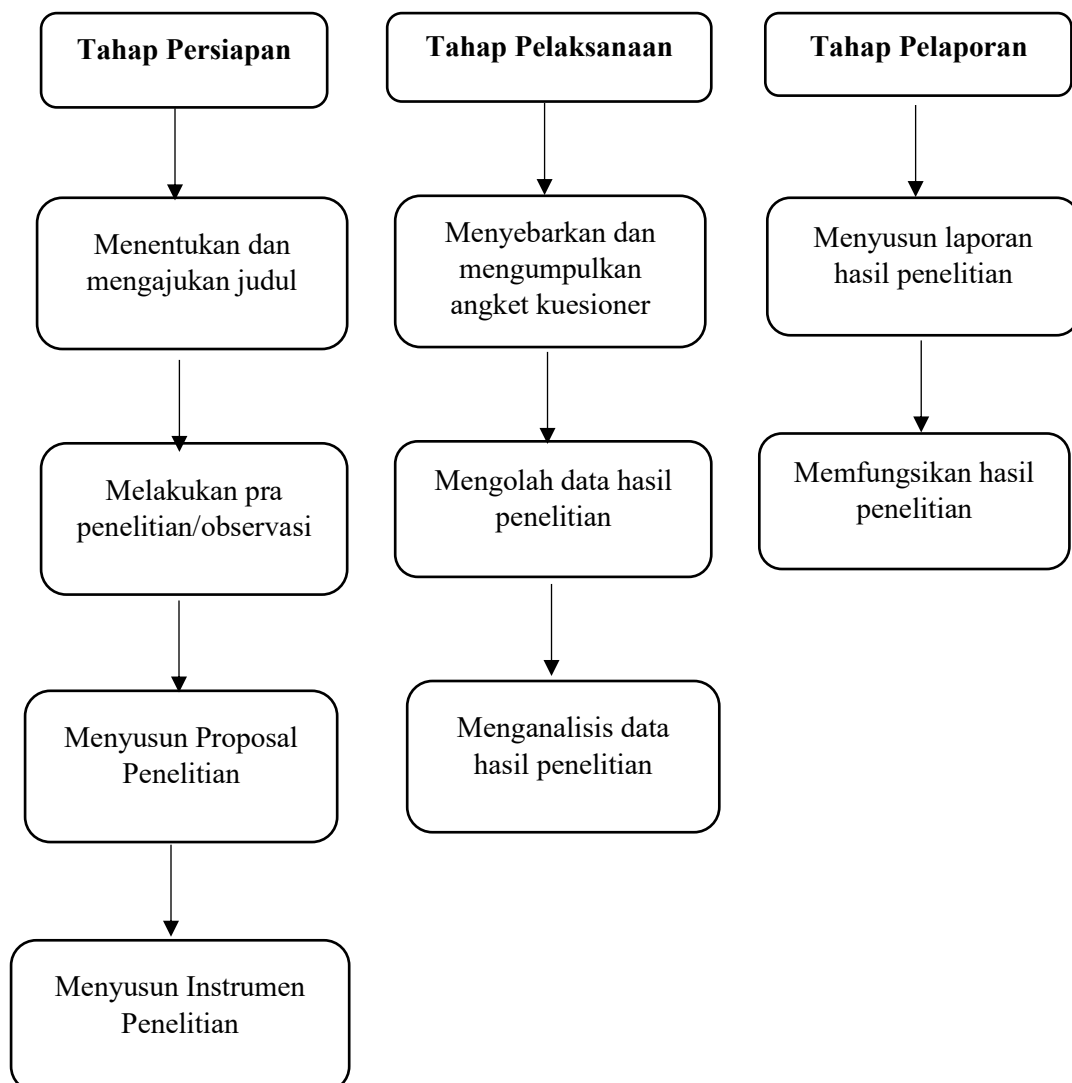 Tahap Persiapan
Menentukan dan
mengajukan judul
Melakukan pra
penelitian/observasi
Menyusun Proposal
Penelitian
Menyusun Instrumen
Penelitian
Tahap Pelaksanaan
Menyebarkan dan
mengumpulkan
angket kuesioner
Mengolah data hasil
penelitian
Menganalisis data
hasil penelitian
Tahap Pelaporan
Menyusun laporan
hasil penelitian
Memfungsikan hasil
penelitian